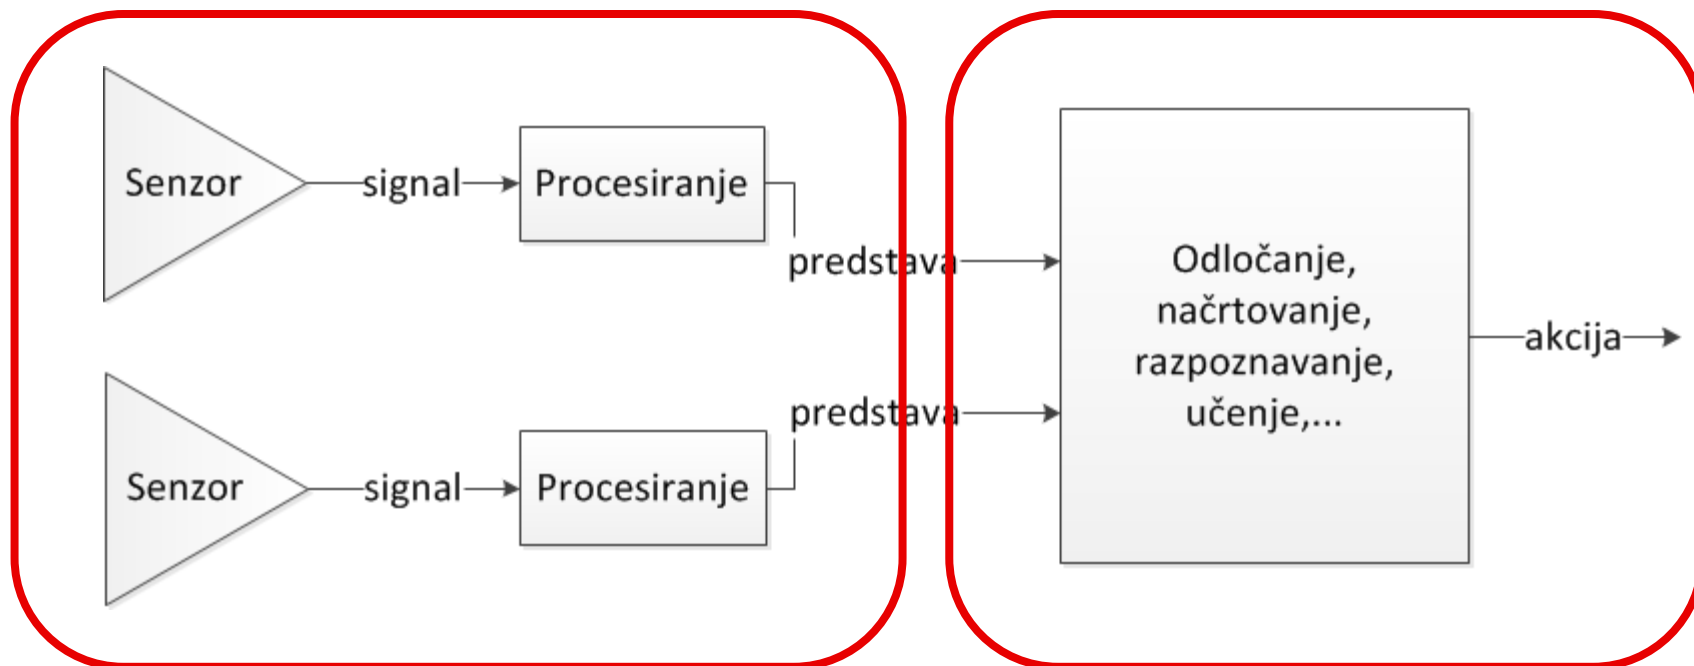 Senzor
signal
Procesiranje
predstava
Odločanje,
načrtovanje,
razpoznavanje,
učenje,...
akcija
predstava
Senzor
signal
Procesiranje